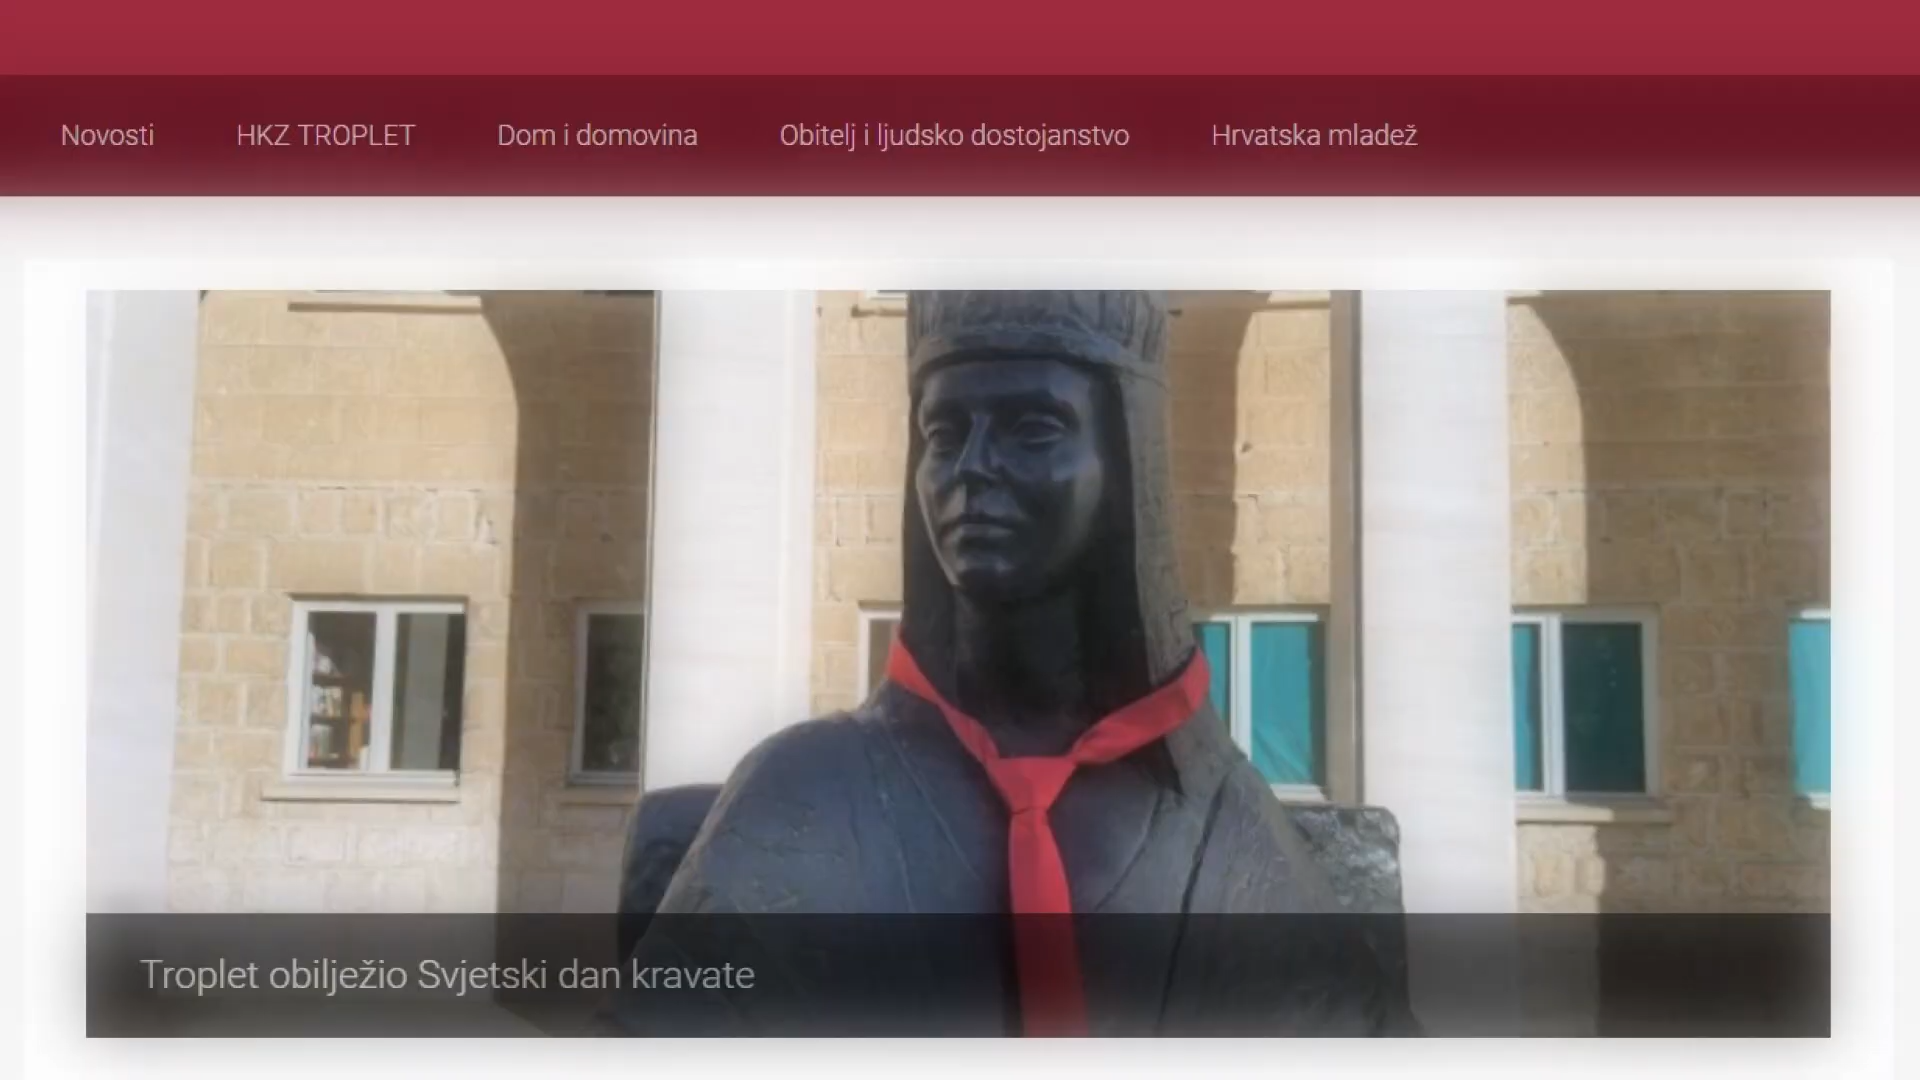 Novosti HKZ TROPLET Dom i domovina Obitelj i ljudsko dostojanstvo Hrvatska mladež
Troplet obilježio Svjetski dan kravate